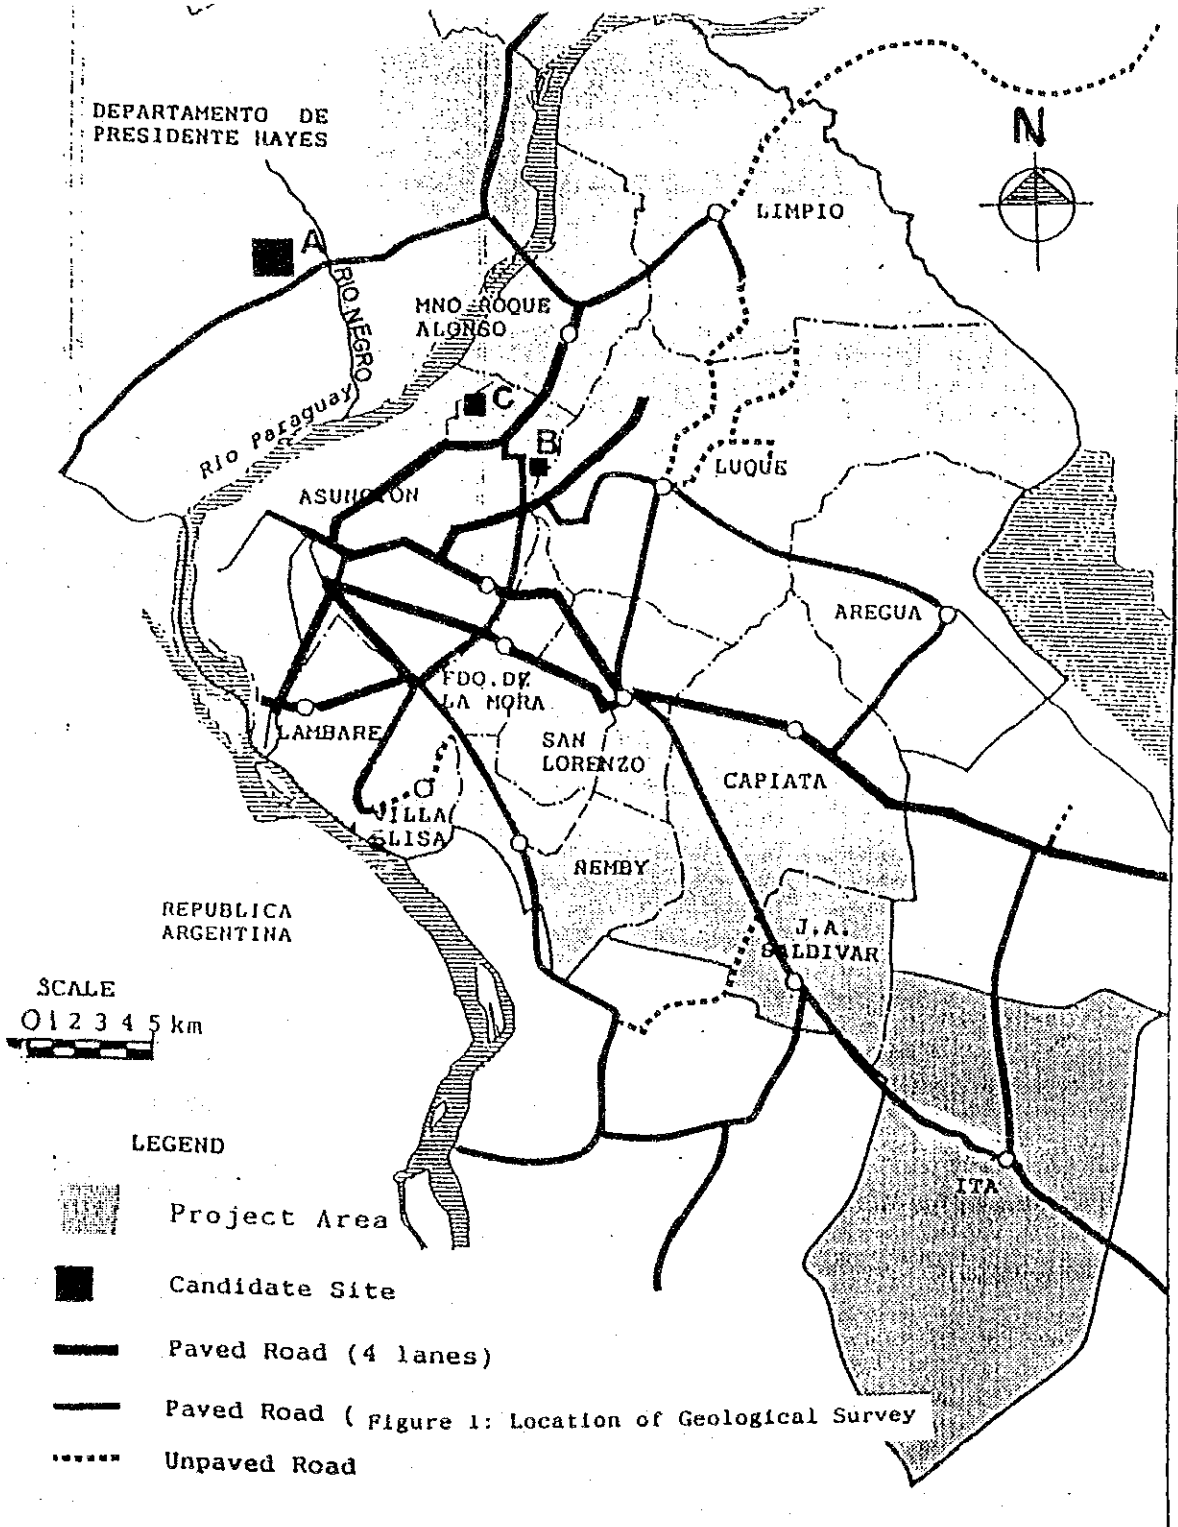 DEPARTAMENTO DE
PRESIDENTE HAYES
N
LIMPIO
A
RIO NEGRO
MNO ROQUE
ALONSO
C
Rio Paraguay
B
LUQUE
ASUNCION
AREGUA
FDO. DE
LA MORA
LAMBARE
SAN
LORENZO
CAPIATA
VILLA
ELISA
ÑEMBY
J.A.
SALDIVAR
REPUBLICA
ARGENTINA
SCALE
0 1 2 3 4 5 km
LEGEND
ITA
Project Area
Candidate Site
Paved Road (4 lanes)
Paved Road (
Figure 1: Location of Geological Survey
Unpaved Road